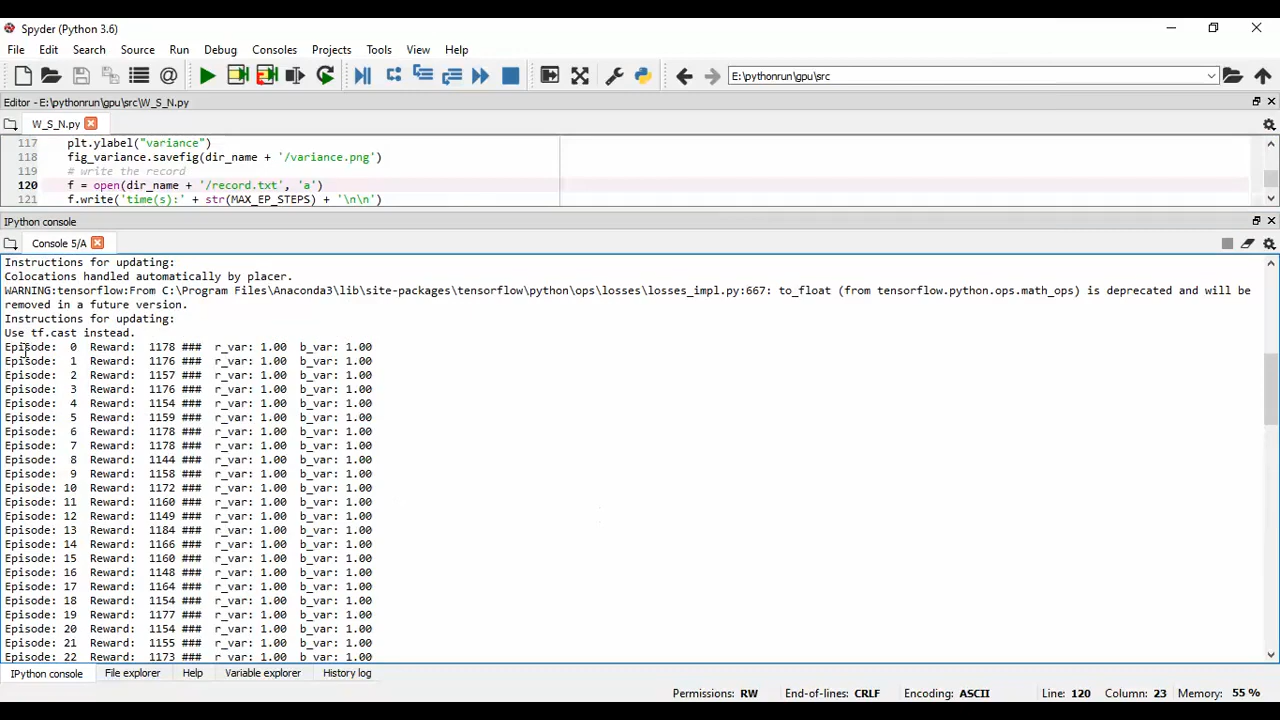 Spyder (Python 3.6)
File Edit Search Source Run Debug Consoles Projects Tools View Help
E:\pythonrun\gpu\src
Editor - E:\pythonrun\gpu\src\W_S_N.py
W_S_N.py
117 plt.ylabel("variance")
118 fig_variance.savefig(dir_name + '/variance.png')
119 # write the record
120 f = open(dir_name + '/record.txt', 'a')
121 f.write('time(s):' + str(MAX_EP_STEPS) + '\n\n')
IPython console
Console 5/A
Instructions for updating:
Colocations handled automatically by placer.
WARNING:tensorflow:From C:\Program Files\Anaconda3\lib\site-packages\tensorflow\python\ops\losses\losses_impl.py:667: to_float (from tensorflow.python.ops.math_ops) is deprecated and will be
removed in a future version.
Instructions for updating:
Use tf.cast instead.
Episode: 0 Reward: 1178 ### r_var: 1.00 b_var: 1.00
Episode: 1 Reward: 1176 ### r_var: 1.00 b_var: 1.00
Episode: 2 Reward: 1157 ### r_var: 1.00 b_var: 1.00
Episode: 3 Reward: 1176 ### r_var: 1.00 b_var: 1.00
Episode: 4 Reward: 1154 ### r_var: 1.00 b_var: 1.00
Episode: 5 Reward: 1159 ### r_var: 1.00 b_var: 1.00
Episode: 6 Reward: 1178 ### r_var: 1.00 b_var: 1.00
Episode: 7 Reward: 1178 ### r_var: 1.00 b_var: 1.00
Episode: 8 Reward: 1144 ### r_var: 1.00 b_var: 1.00
Episode: 9 Reward: 1158 ### r_var: 1.00 b_var: 1.00
Episode: 10 Reward: 1172 ### r_var: 1.00 b_var: 1.00
Episode: 11 Reward: 1160 ### r_var: 1.00 b_var: 1.00
Episode: 12 Reward: 1149 ### r_var: 1.00 b_var: 1.00
Episode: 13 Reward: 1184 ### r_var: 1.00 b_var: 1.00
Episode: 14 Reward: 1166 ### r_var: 1.00 b_var: 1.00
Episode: 15 Reward: 1160 ### r_var: 1.00 b_var: 1.00
Episode: 16 Reward: 1148 ### r_var: 1.00 b_var: 1.00
Episode: 17 Reward: 1164 ### r_var: 1.00 b_var: 1.00
Episode: 18 Reward: 1154 ### r_var: 1.00 b_var: 1.00
Episode: 19 Reward: 1177 ### r_var: 1.00 b_var: 1.00
Episode: 20 Reward: 1154 ### r_var: 1.00 b_var: 1.00
Episode: 21 Reward: 1155 ### r_var: 1.00 b_var: 1.00
Episode: 22 Reward: 1173 ### r_var: 1.00 b_var: 1.00
IPython console File explorer Help Variable explorer History log
Permissions: RW End-of-lines: CRLF Encoding: ASCII Line: 120 Column: 23 Memory: 55 %